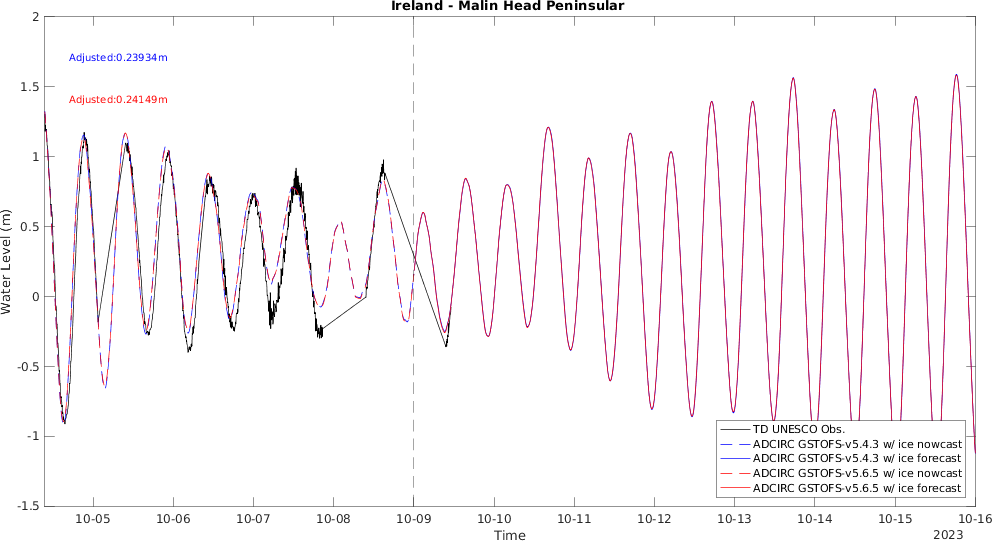 Ireland - Malin Head Peninsular
2
1.5
1
0.5
0
-0.5
-1
-1.5
Water Level (m)
Adjusted:0.23934m
Adjusted:0.24149m
TD UNESCO Obs.
ADCIRC GSTOFS-v5.4.3 w/ ice nowcast
ADCIRC GSTOFS-v5.4.3 w/ ice forecast
ADCIRC GSTOFS-v5.6.5 w/ ice nowcast
ADCIRC GSTOFS-v5.6.5 w/ ice forecast
10-05 10-06 10-07 10-08 10-09 10-10 10-11 10-12 10-13 10-14 10-15 10-16
Time
2023